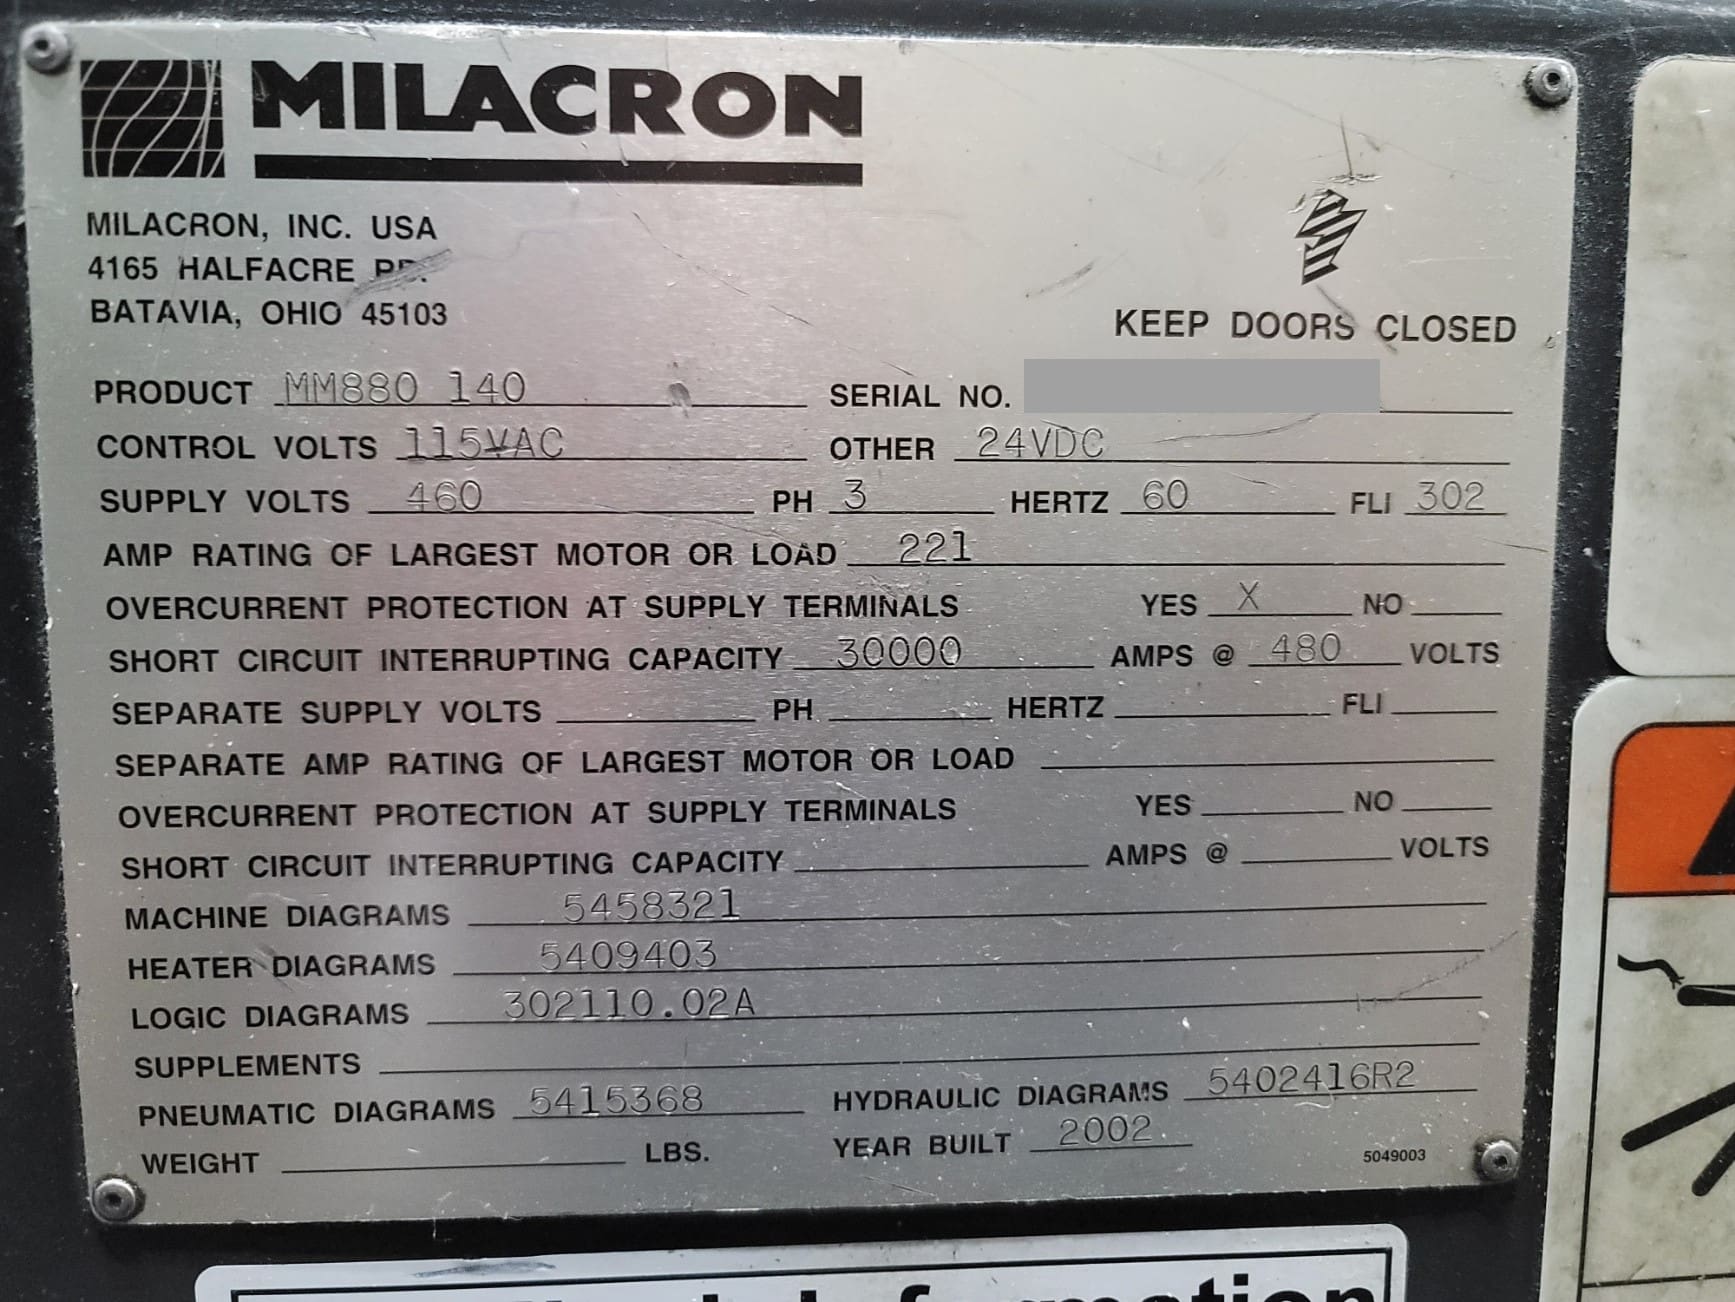 MILACRON
MILACRON, INC. USA
4165 HALFACRE RD.
BATAVIA, OHIO 45103
KEEP DOORS CLOSED
PRODUCT MM880 140 SERIAL NO.
CONTROL VOLTS 115VAC OTHER 24VDC
SUPPLY VOLTS 460 PH 3 HERTZ 60 FLI 302
AMP RATING OF LARGEST MOTOR OR LOAD 221
OVERCURRENT PROTECTION AT SUPPLY TERMINALS YES X NO
SHORT CIRCUIT INTERRUPTING CAPACITY 30000 AMPS @ 480 VOLTS
SEPARATE SUPPLY VOLTS PH HERTZ FLI
SEPARATE AMP RATING OF LARGEST MOTOR OR LOAD
OVERCURRENT PROTECTION AT SUPPLY TERMINALS YES NO
SHORT CIRCUIT INTERRUPTING CAPACITY AMPS @ VOLTS
MACHINE DIAGRAMS 5458321
HEATER DIAGRAMS 5409403
LOGIC DIAGRAMS 302110.02A
SUPPLEMENTS
PNEUMATIC DIAGRAMS 5415368 HYDRAULIC DIAGRAMS 5402416R2
WEIGHT LBS. YEAR BUILT 2002
5049003